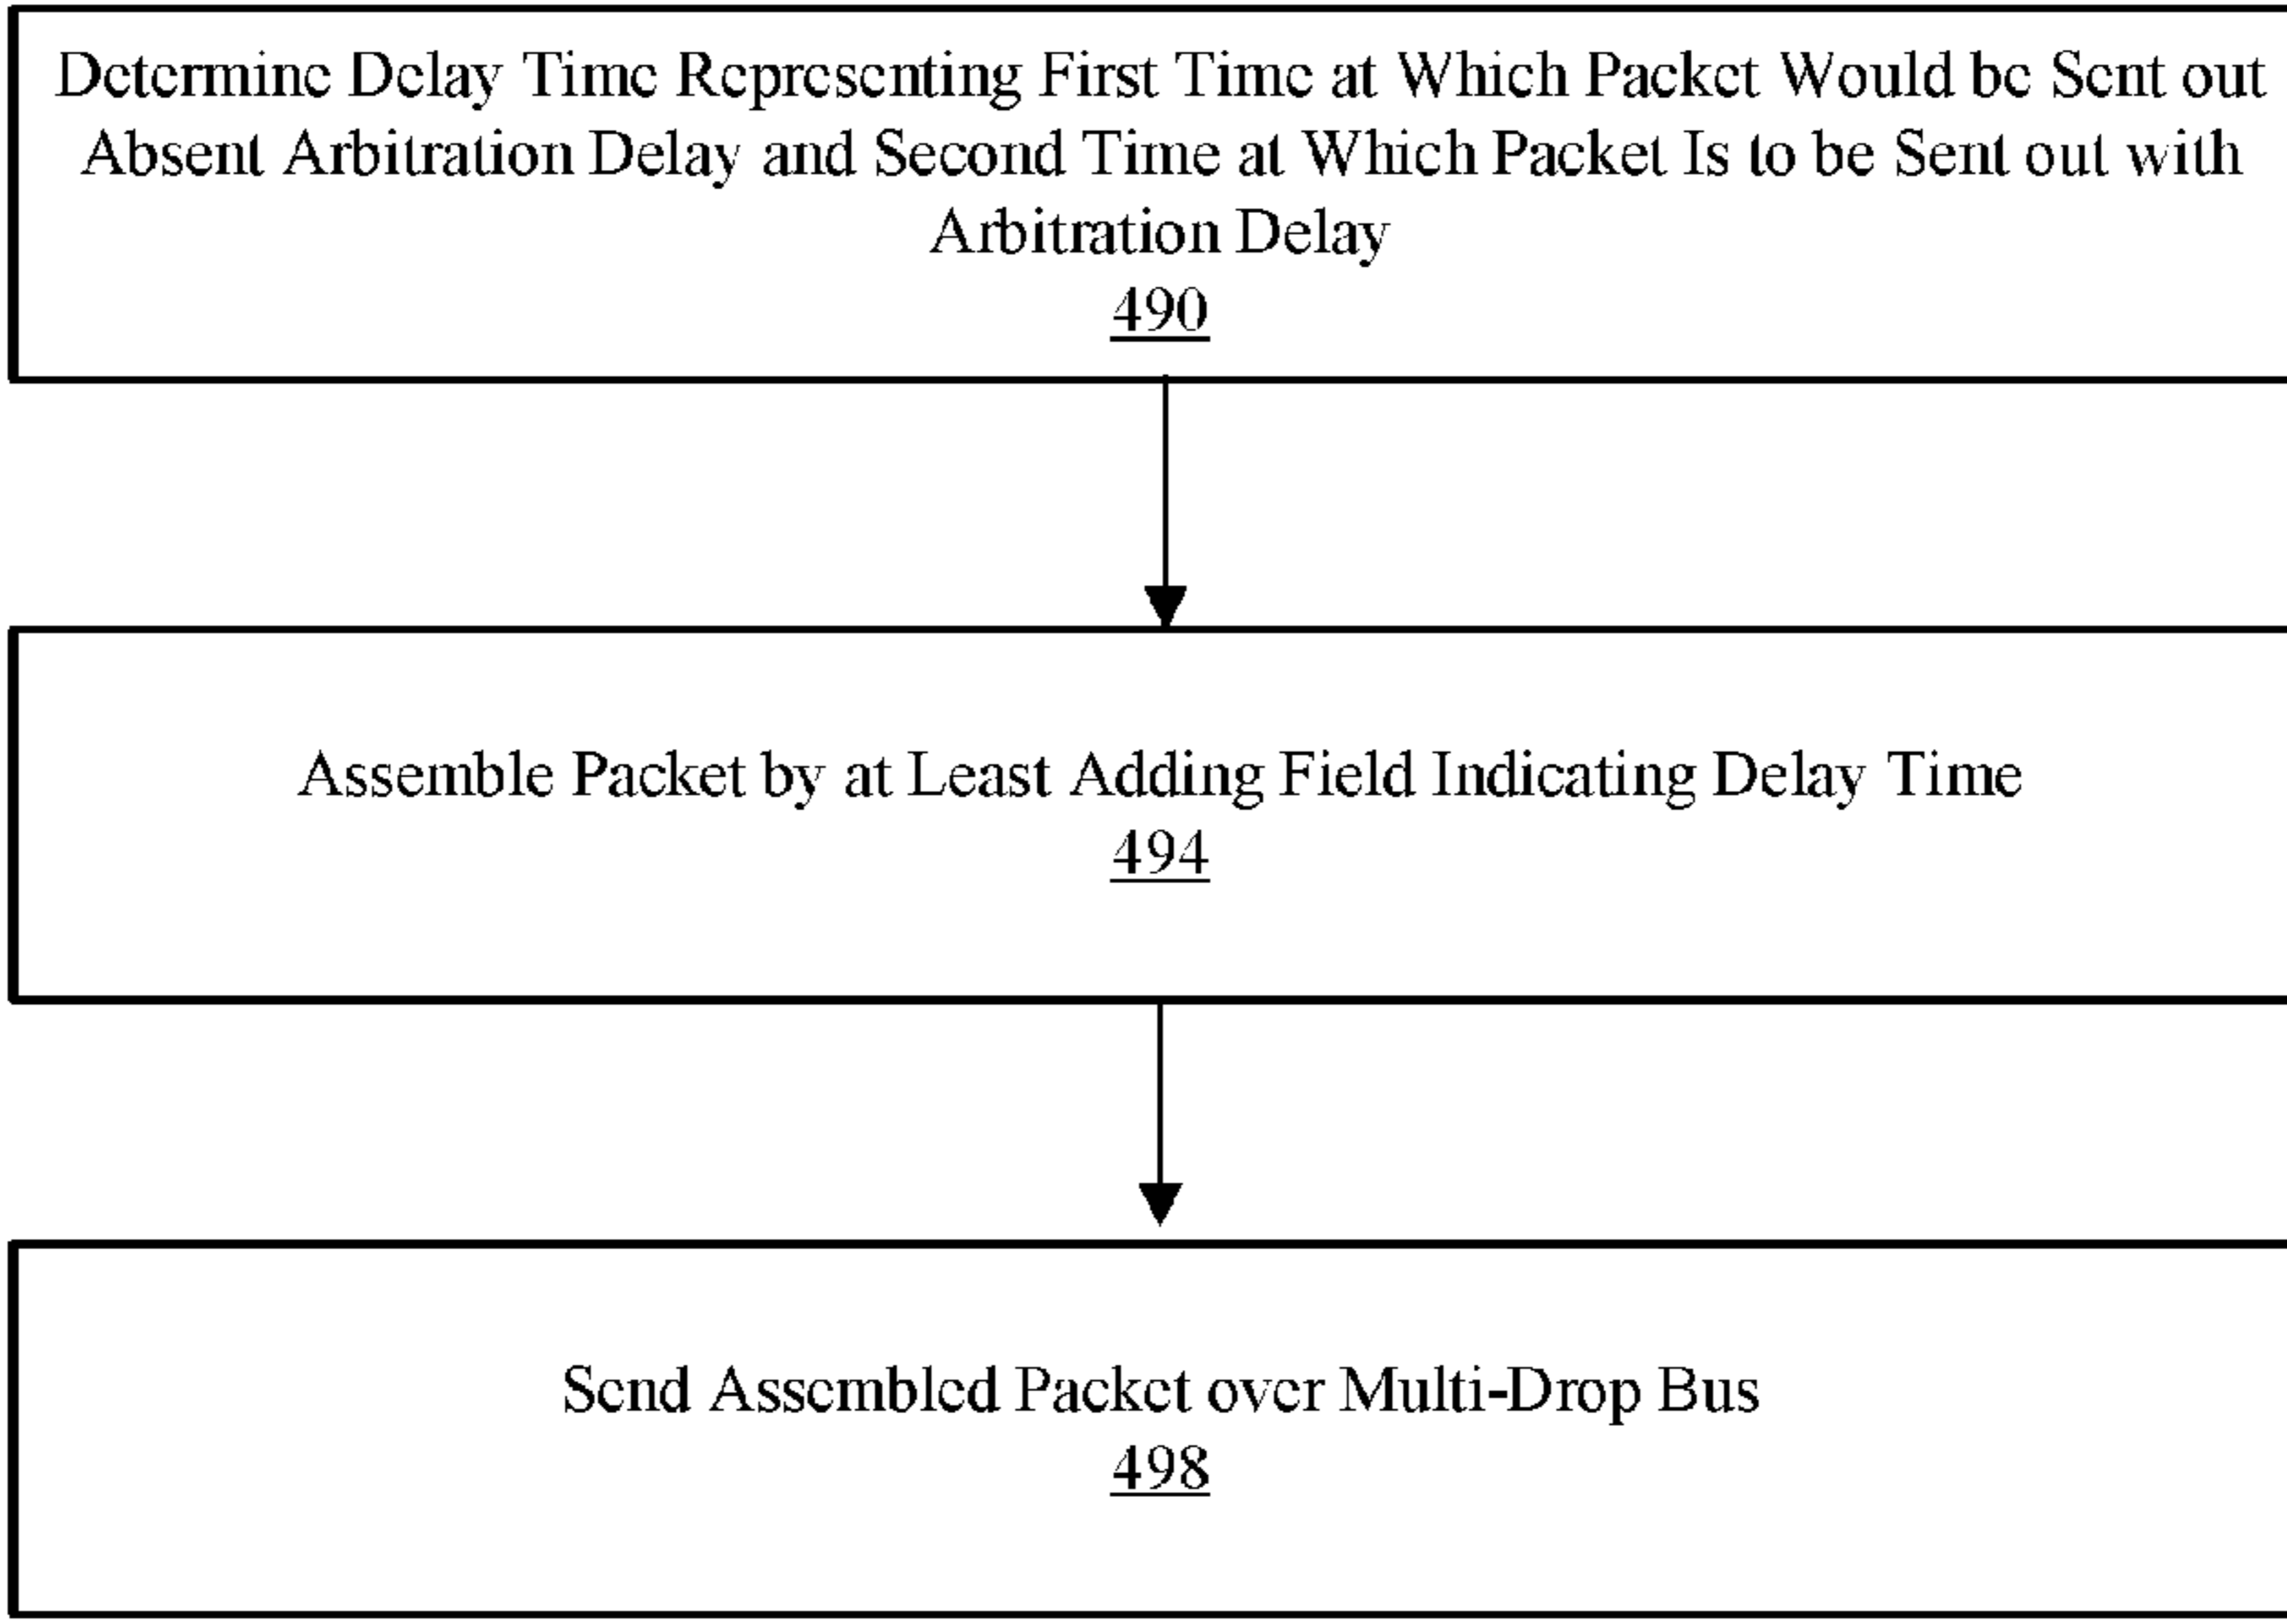 Determine Delay Time Representing First Time at Which Packet Would be Sent out
Absent Arbitration Delay and Second Time at Which Packet Is to be Sent out with
Arbitration Delay
490
Assemble Packet by at Least Adding Field Indicating Delay Time
494
Send Assembled Packet over Multi-Drop Bus
498